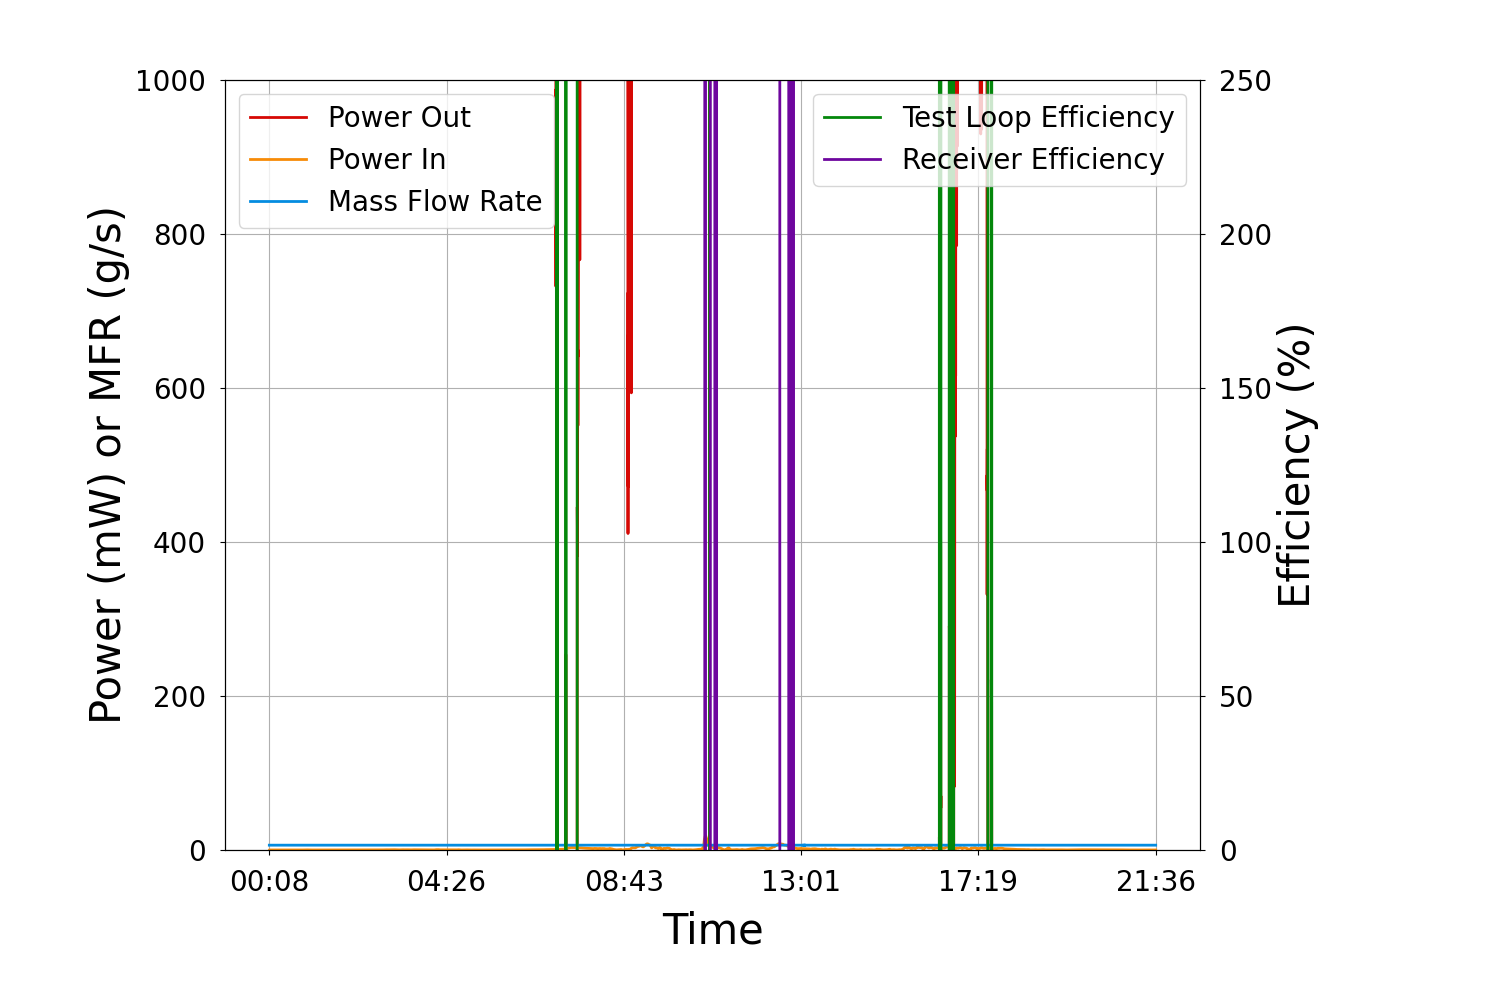 1000
800
600
400
200
0
Power (mW) or MFR (g/s)
Power Out
Power In
Mass Flow Rate
Test Loop Efficiency
Receiver Efficiency
250
200
150
100
50
0
Efficiency (%)
00:08 04:26 08:43 13:01 17:19 21:36
Time